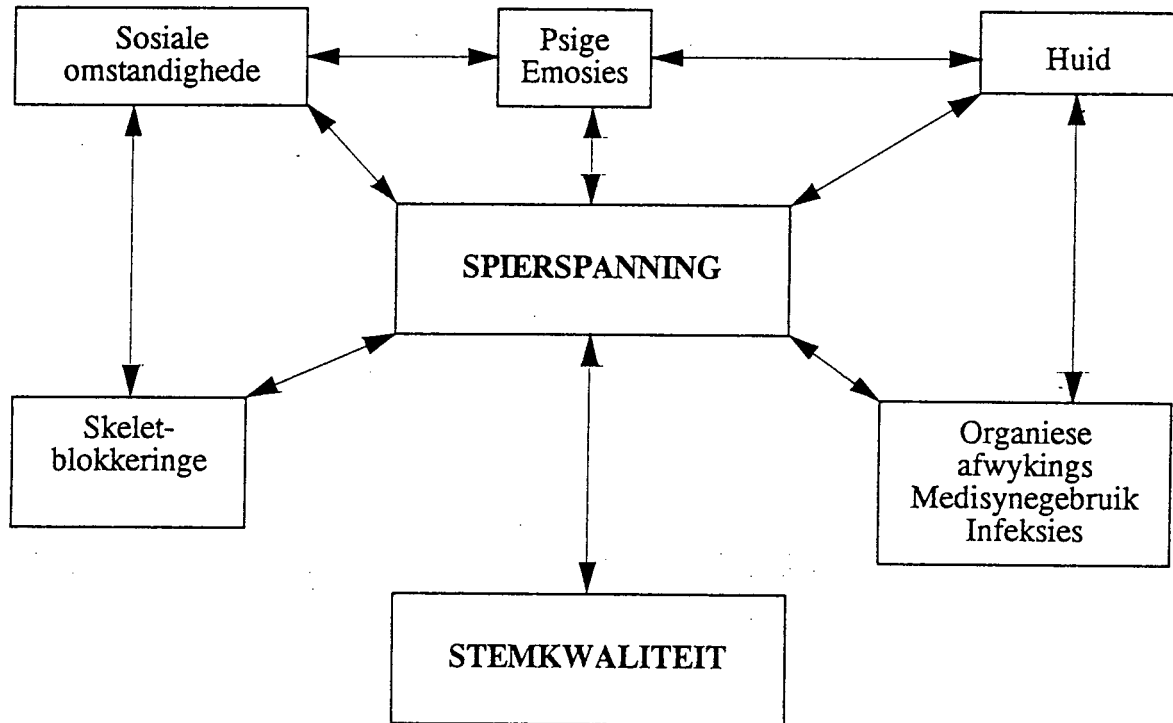 Sosiale
omstandighede
Psige
Emosies
Huid
SPIERSPANNING
Skelet-
blokkeringe
Organiese
afwykings
Medisynegebruik
Infeksies
STEMKWALITEIT